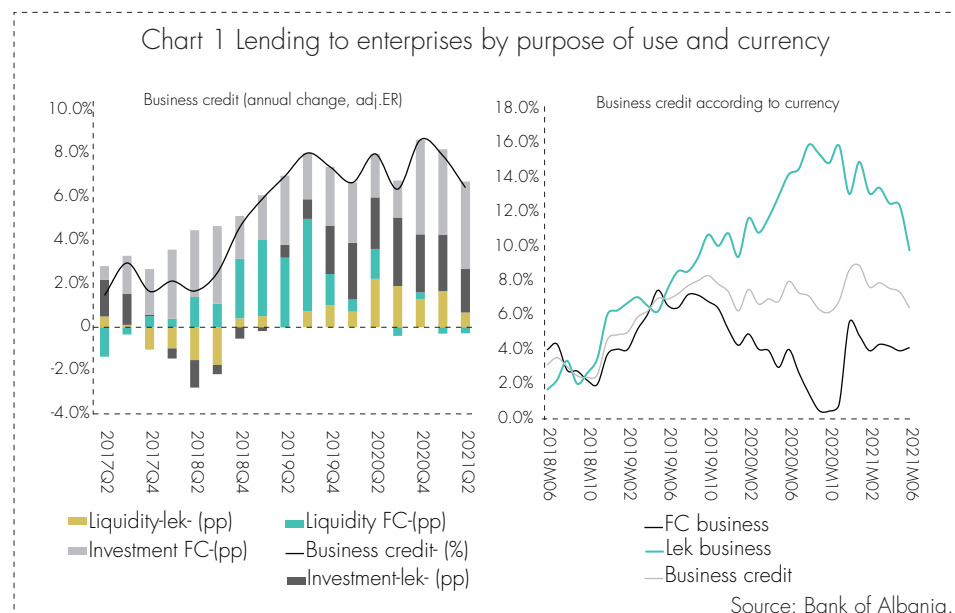 Chart 1 Lending to enterprises by purpose of use and currency
Business credit (annual change, adj.ER)
10.0%
8.0%
6.0%
4.0%
2.0%
0
-2.0%
-4.0%
2017Q2
2017Q4
2018Q2
2018Q4
2019Q2
2019Q4
2020Q2
2020Q4
2021Q2
Liquidity-lek- (pp)
Liquidity FC-(pp)
Investment FC-(pp)
Business credit- (%)
Investment-lek- (pp)
Business credit according to currency
18.0%
16.0%
14.0%
12.0%
10.0%
8.0%
6.0%
4.0%
2.0%
0.0%
2018M06
2018M10
2019M02
2019M06
2019M10
2020M02
2020M06
2020M10
2021M02
2021M06
FC business
Lek business
Business credit
Source: Bank of Albania.